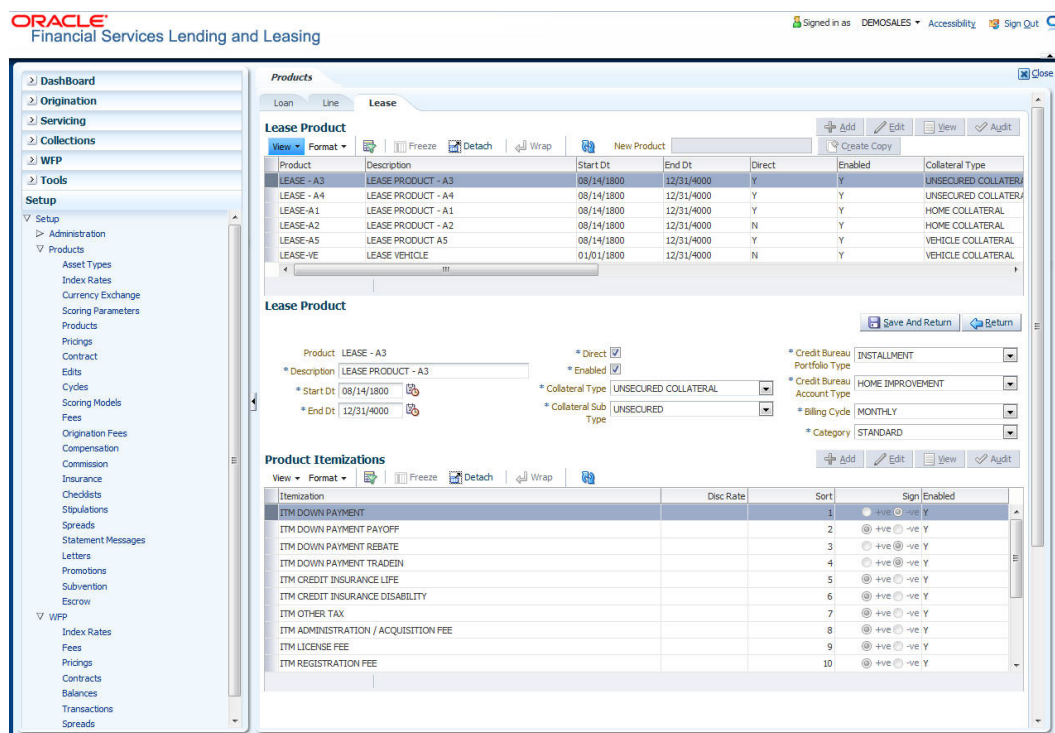 ORACLE
Financial Services Lending and Leasing
Signed in as DEMOSALES Accessibility Sign Out
Close
DashBoard
Origination
Servicing
Collections
WFP
Tools
Setup
Setup
Administration
Products
Asset Types
Index Rates
Currency Exchange
Scoring Parameters
Products
Pricings
Contract
Edits
Cycles
Scoring Models
Fees
Origination Fees
Compensation
Commission
Insurance
Checklists
Stipulations
Spreads
Statement Messages
Letters
Promotions
Subvention
Escrow
WFP
Index Rates
Fees
Pricings
Contracts
Balances
Transactions
Spreads
Products
Loan Line Lease
Lease Product
Add Edit View Audit
View Format Freeze Detach Wrap New Product Create Copy
Product Description Start Dt End Dt Direct Enabled Collateral Type
LEASE - A3 LEASE PRODUCT - A3 08/14/1800 12/31/4000 Y Y UNSECURED COLLATERA
LEASE - A4 LEASE PRODUCT - A4 08/14/1800 12/31/4000 Y Y UNSECURED COLLATERA
LEASE-A1 LEASE PRODUCT - A1 08/14/1800 12/31/4000 Y Y HOME COLLATERAL
LEASE-A2 LEASE PRODUCT - A2 08/14/1800 12/31/4000 N Y HOME COLLATERAL
LEASE-A5 LEASE PRODUCT A5 08/14/1800 12/31/4000 Y Y VEHICLE COLLATERAL
LEASE-VE LEASE VEHICLE 01/01/1800 12/31/4000 N Y VEHICLE COLLATERAL
Lease Product
Save And Return Return
Product LEASE - A3
* Description LEASE PRODUCT - A3
* Start Dt 08/14/1800
* End Dt 12/31/4000
* Direct
* Enabled
* Collateral Type UNSECURED COLLATERAL
* Collateral Sub Type UNSECURED
* Credit Bureau Portfolio Type INSTALLMENT
* Credit Bureau Account Type HOME IMPROVEMENT
* Billing Cycle MONTHLY
* Category STANDARD
Product Itemizations
Add Edit View Audit
View Format Freeze Detach Wrap
Itemization Disc Rate Sort Sign Enabled
ITM DOWN PAYMENT 1 +ve -ve Y
ITM DOWN PAYMENT PAYOFF 2 +ve -ve Y
ITM DOWN PAYMENT REBATE 3 +ve -ve Y
ITM DOWN PAYMENT TRADEIN 4 +ve -ve Y
ITM CREDIT INSURANCE LIFE 5 +ve -ve Y
ITM CREDIT INSURANCE DISABILITY 6 +ve -ve Y
ITM OTHER TAX 7 +ve -ve Y
ITM ADMINISTRATION / ACQUISITION FEE 8 +ve -ve Y
ITM LICENSE FEE 9 +ve -ve Y
ITM REGISTRATION FEE 10 +ve -ve Y